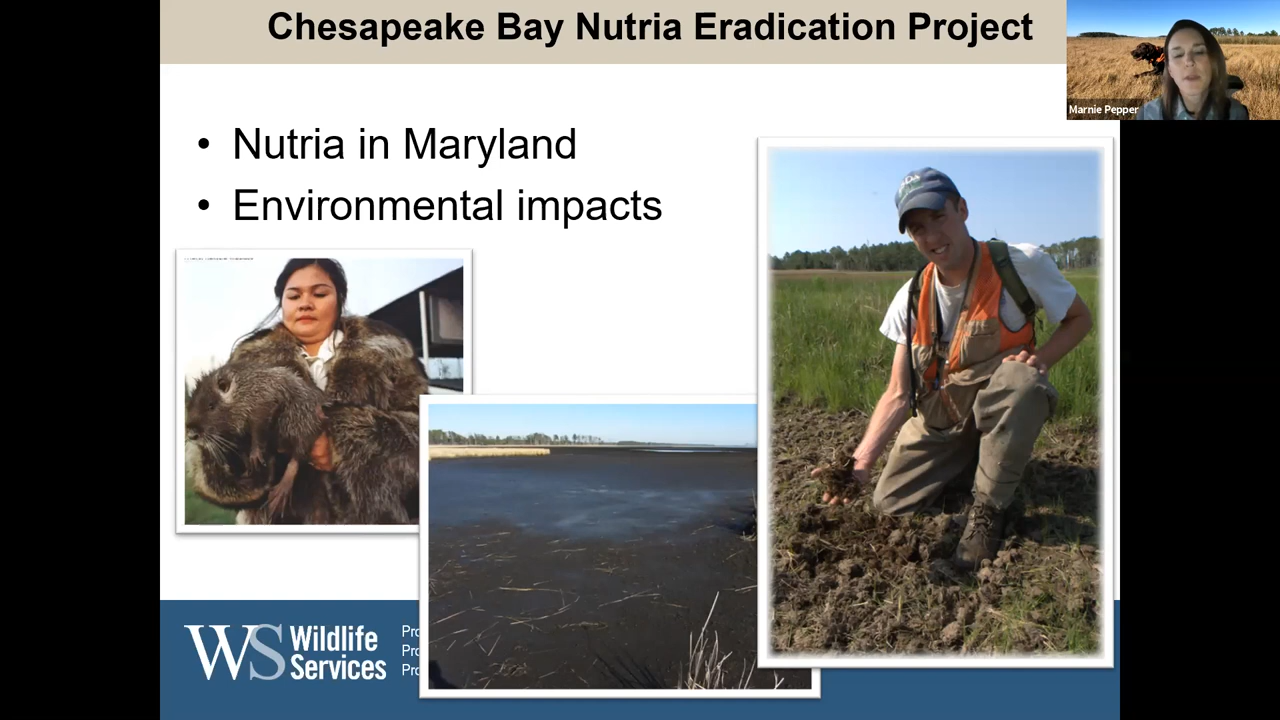 Chesapeake Bay Nutria Eradication Project
Marnie Pepper
• Nutria in Maryland
• Environmental impacts
WS Wildlife
Services